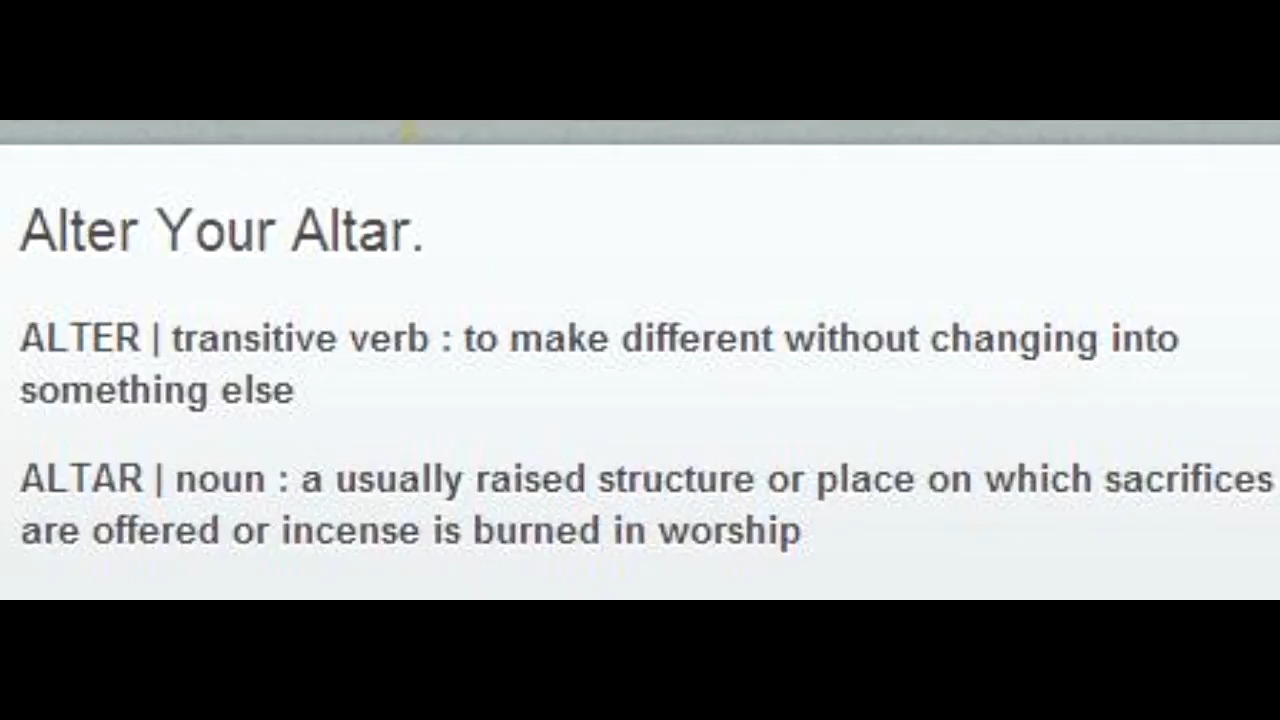 Alter Your Altar.
ALTER | transitive verb : to make different without changing into
something else
ALTAR | noun : a usually raised structure or place on which sacrifices
are offered or incense is burned in worship